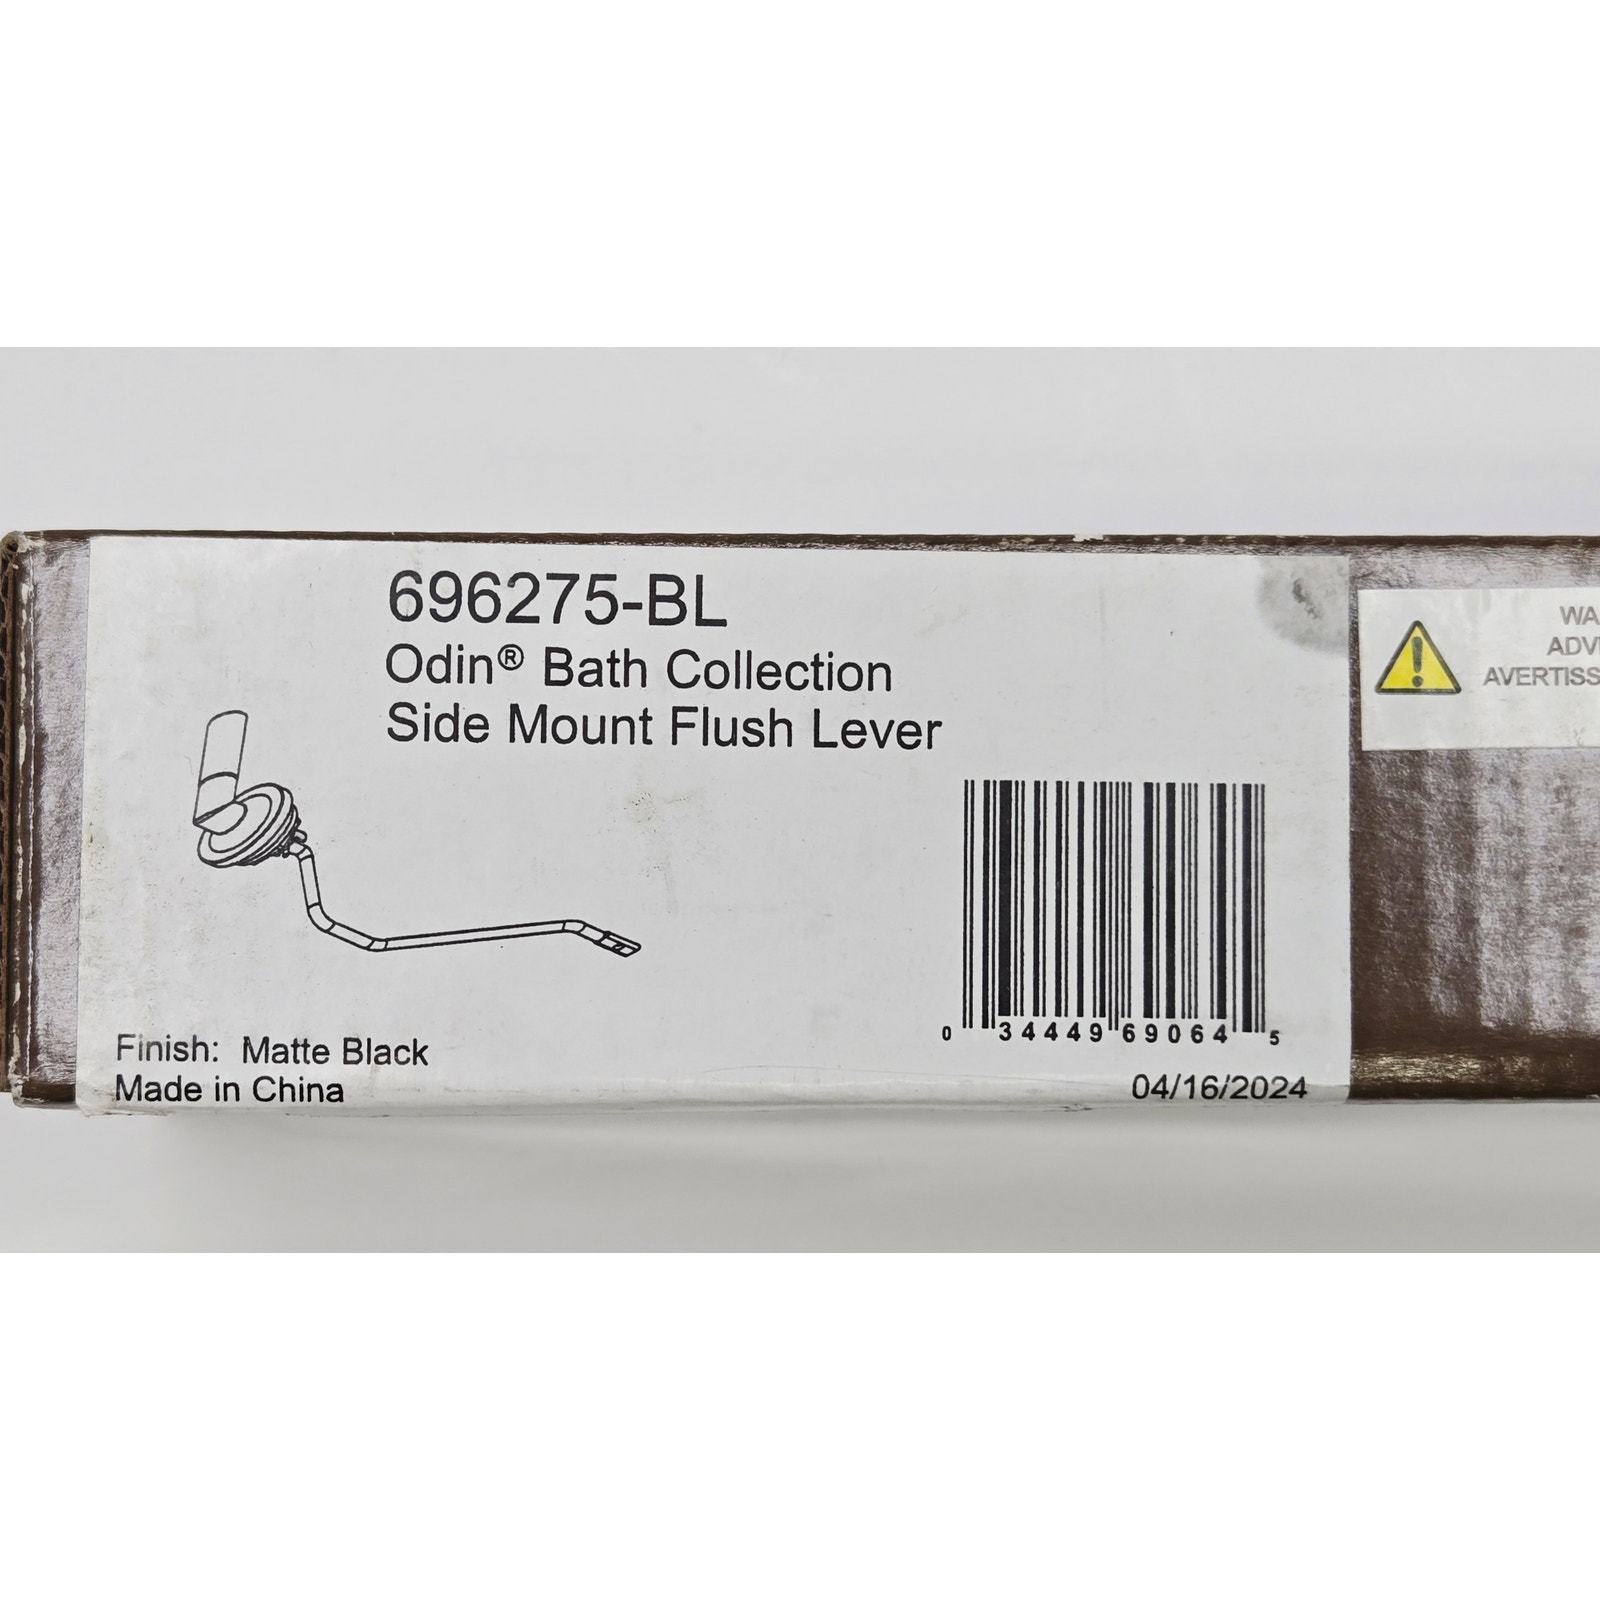 696275-BL
Odin® Bath Collection
Side Mount Flush Lever
0 34449 69064 5
Finish: Matte Black
Made in China
04/16/2024
WA
ADV
AVERTISS